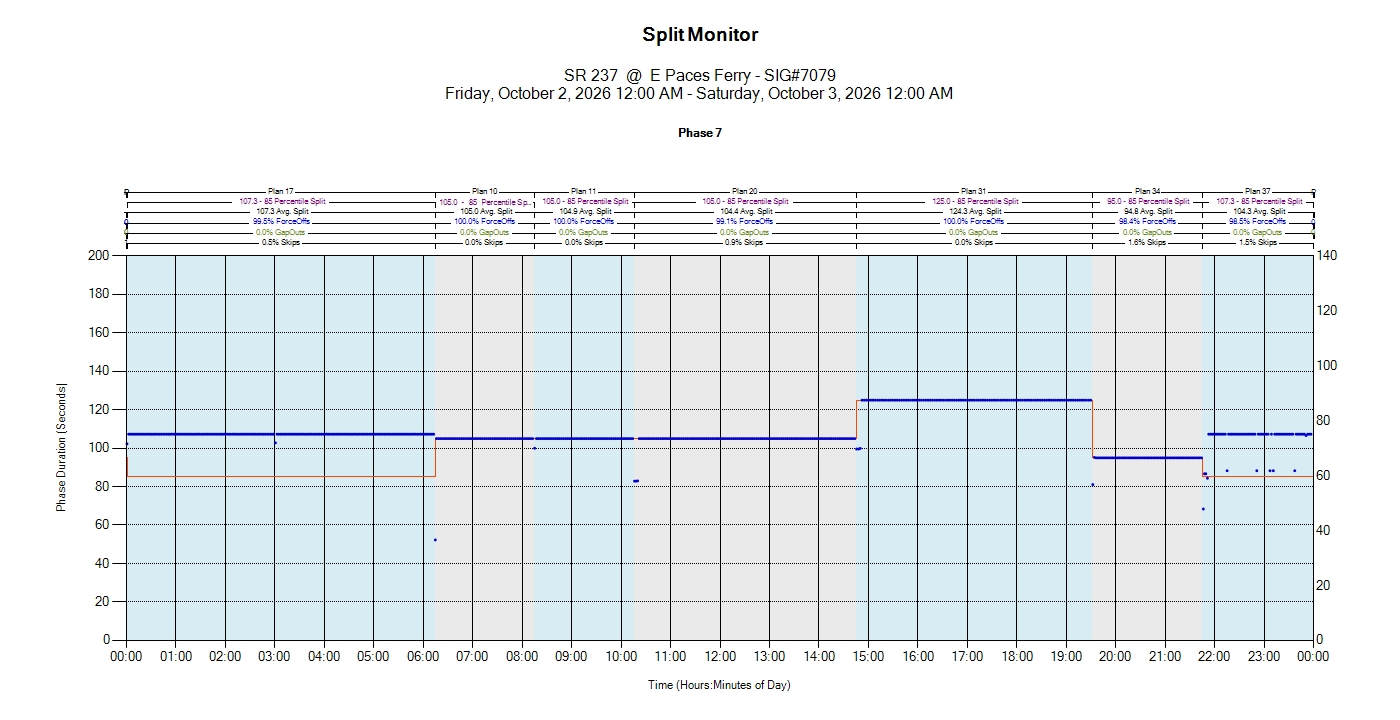 Split Monitor
SR 237 @ E Paces Ferry - SIG#7079
Friday, October 2, 2026 12:00 AM - Saturday, October 3, 2026 12:00 AM
Phase 7
Plan 17 Plan 10 Plan 11 Plan 20 Plan 31 Plan 34 Plan 37
107.3 - 85 Percentile Split 105.0 - 85 Percentile Sp... 105.0 - 85 Percentile Split 105.0 - 85 Percentile Split 125.0 - 85 Percentile Split 95.0 - 85 Percentile Split 107.3 - 85 Percentile Split
107.3 Avg. Split 105.0 Avg. Split 104.9 Avg. Split 104.4 Avg. Split 124.3 Avg. Split 94.8 Avg. Split 104.3 Avg. Split
99.5% ForceOffs 100.0% ForceOffs 100.0% ForceOffs 99.1% ForceOffs 100.0% ForceOffs 98.4% ForceOffs 98.5% ForceOffs
0.0% GapOuts 0.0% GapOuts 0.0% GapOuts 0.0% GapOuts 0.0% GapOuts 0.0% GapOuts 0.0% GapOuts
0.5% Skips 0.0% Skips 0.0% Skips 0.9% Skips 0.0% Skips 1.6% Skips 1.5% Skips
200 140
180
120
160
140 100
120
80
100
Phase Duration (Seconds)
80 60
60
40
40
20
20
0 0
00:00 01:00 02:00 03:00 04:00 05:00 06:00 07:00 08:00 09:00 10:00 11:00 12:00 13:00 14:00 15:00 16:00 17:00 18:00 19:00 20:00 21:00 22:00 23:00 00:00
Time (Hours:Minutes of Day)